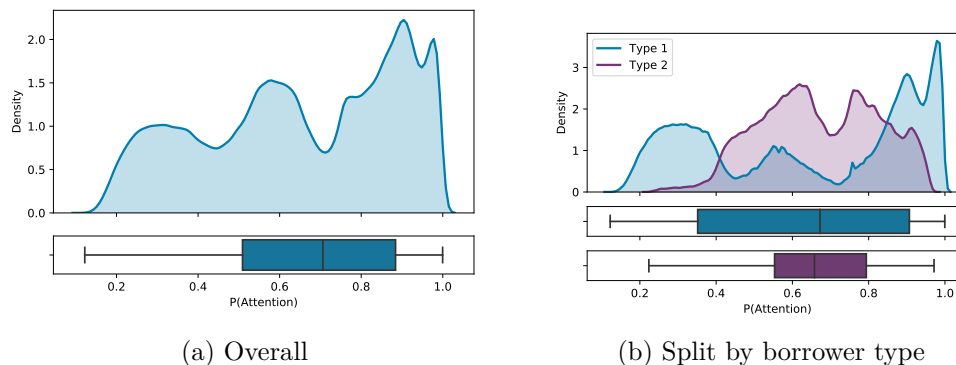 2.0
1.5
1.0
0.5
0.0
Density
0.2 0.4 0.6 0.8 1.0
P(Attention)
(a) Overall
Type 1
Type 2
3
2
1
0
Density
0.2 0.4 0.6 0.8 1.0
P(Attention)
(b) Split by borrower type